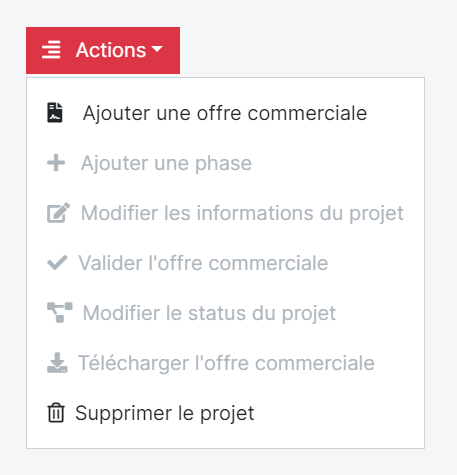 Actions
Ajouter une offre commerciale
Ajouter une phase
Modifier les informations du projet
Valider l'offre commerciale
Modifier le status du projet
Télécharger l'offre commerciale
Supprimer le projet